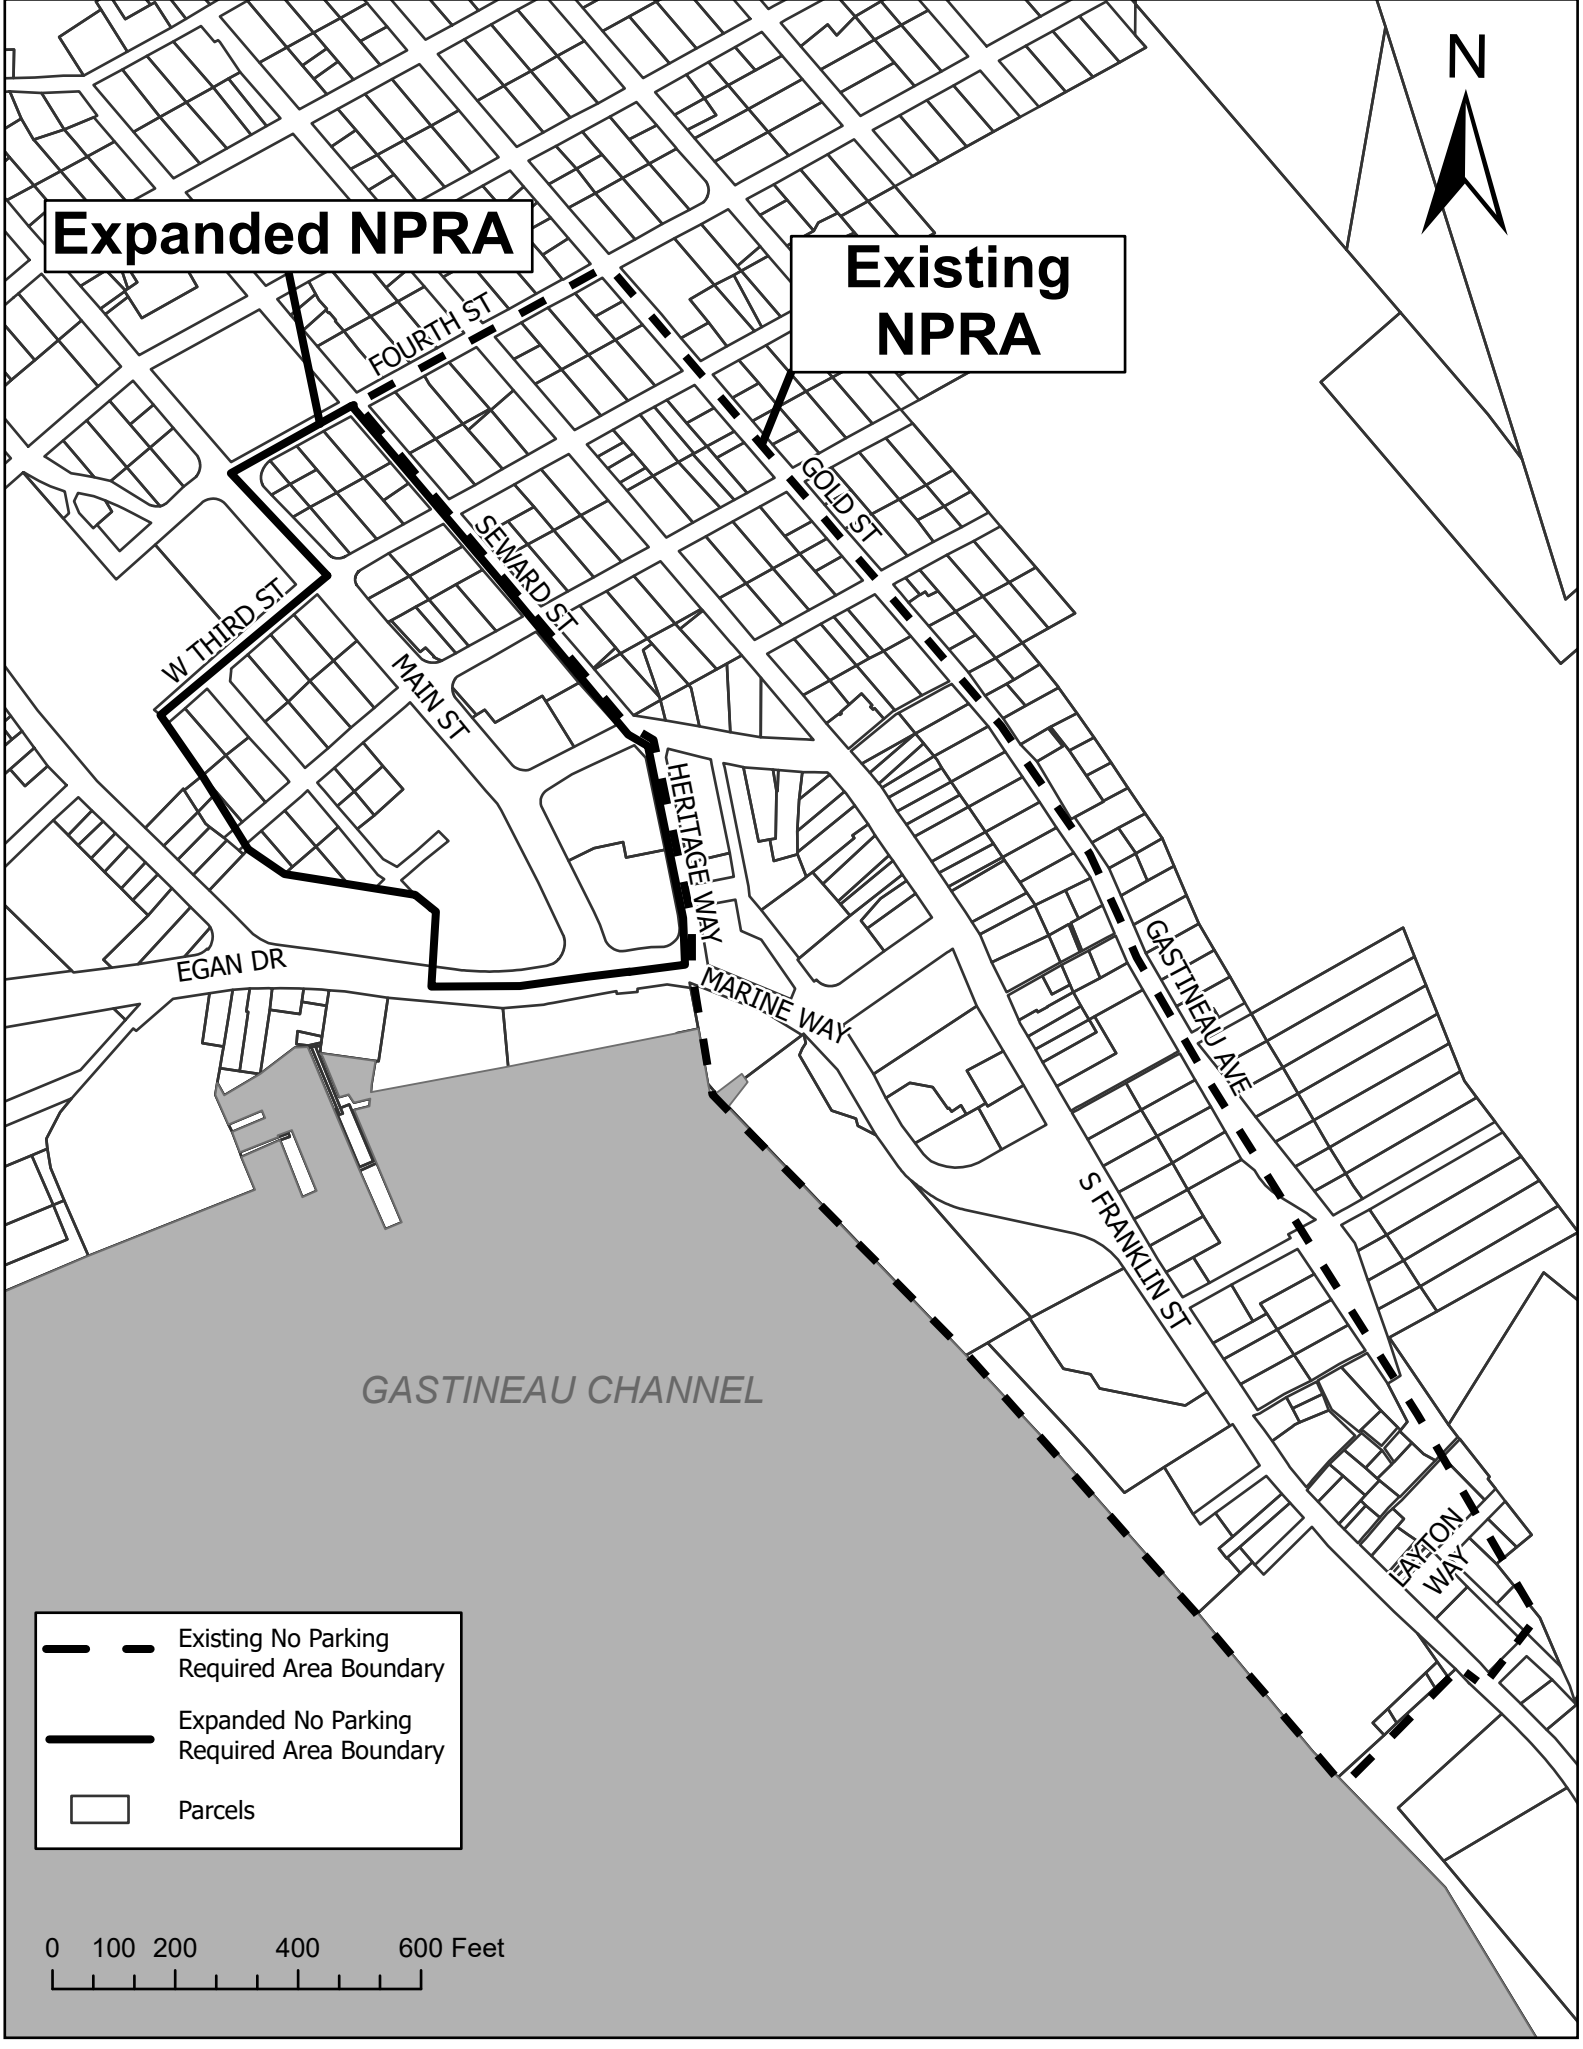 N
Expanded NPRA
Existing
NPRA
FOURTH ST
GOLD ST
SEWARD ST
W THIRD ST
MAIN ST
HERITAGE WAY
EGAN DR
MARINE WAY
GASTINEAU AVE
S FRANKLIN ST
GASTINEAU CHANNEL
LAYTON
WAY
Existing No Parking
Required Area Boundary
Expanded No Parking
Required Area Boundary
Parcels
0 100 200 400 600 Feet